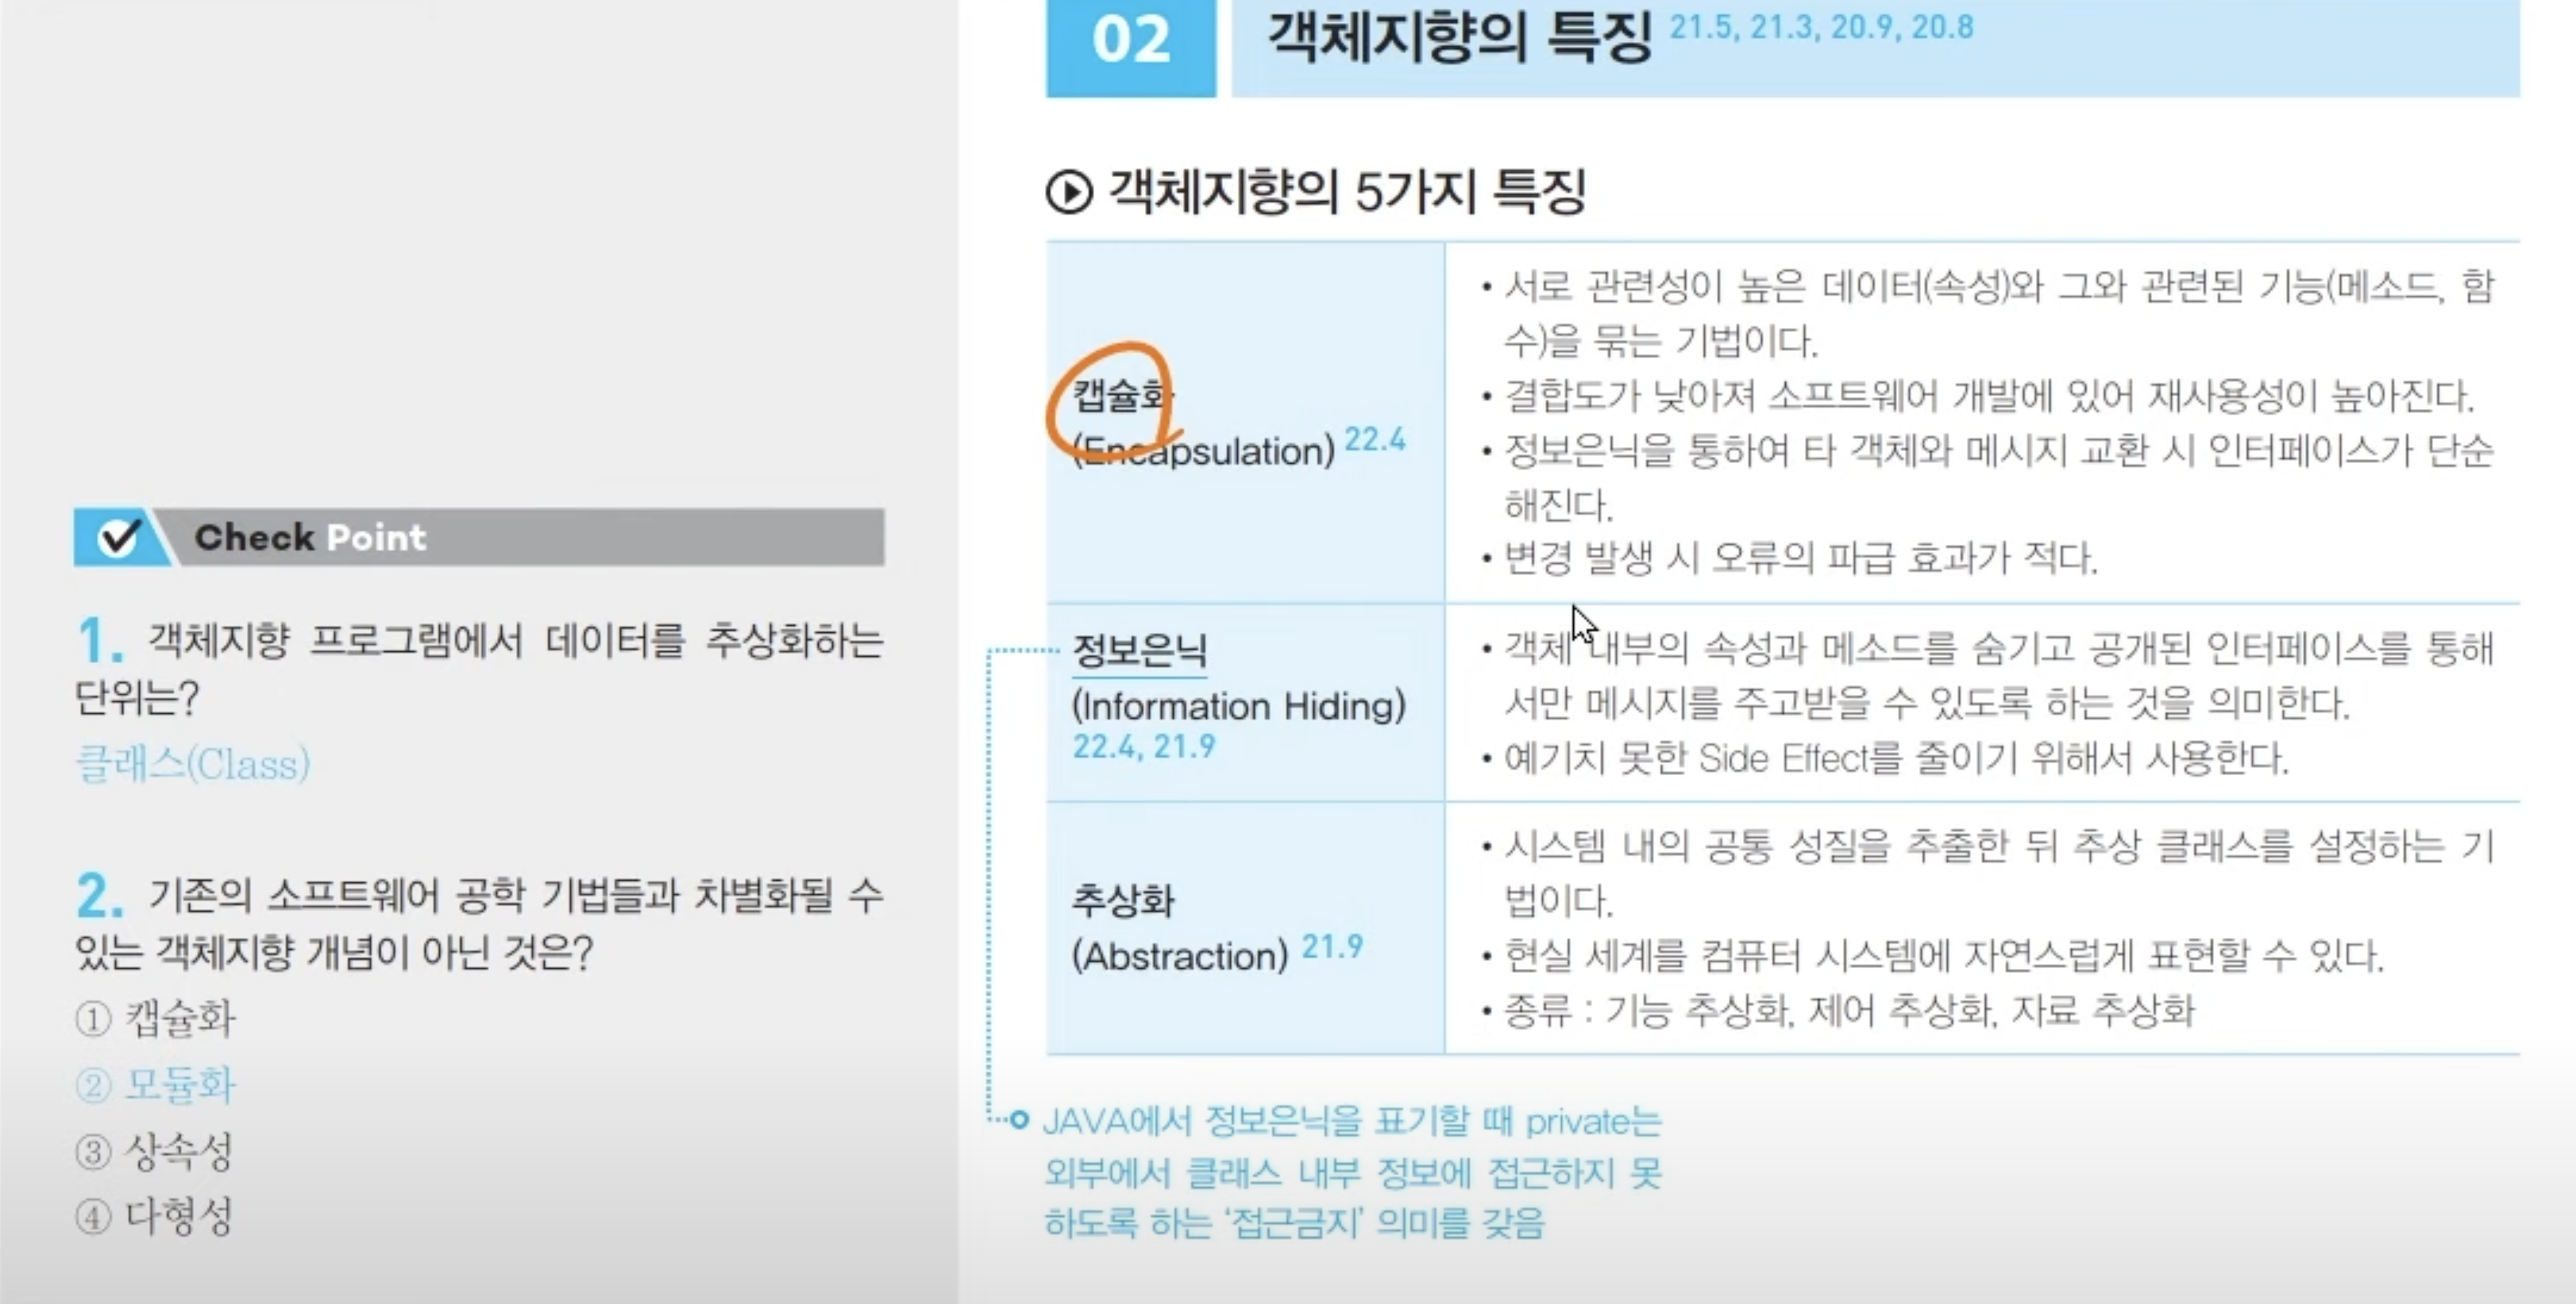 02
객체지향의 특징 21.5, 21.3, 20.9, 20.8
객체지향의 5가지 특징
캡슐화
(Encapsulation) 22.4
• 서로 관련성이 높은 데이터(속성)와 그와 관련된 기능(메소드, 함
수)을 묶는 기법이다.
• 결합도가 낮아져 소프트웨어 개발에 있어 재사용성이 높아진다.
• 정보은닉을 통하여 타 객체와 메시지 교환 시 인터페이스가 단순
해진다.
• 변경 발생 시 오류의 파급 효과가 적다.
정보은닉
(Information Hiding)
22.4, 21.9
• 객체 내부의 속성과 메소드를 숨기고 공개된 인터페이스를 통해
서만 메시지를 주고받을 수 있도록 하는 것을 의미한다.
• 예기치 못한 Side Effect를 줄이기 위해서 사용한다.
추상화
(Abstraction) 21.9
• 시스템 내의 공통 성질을 추출한 뒤 추상 클래스를 설정하는 기
법이다.
• 현실 세계를 컴퓨터 시스템에 자연스럽게 표현할 수 있다.
• 종류 : 기능 추상화, 제어 추상화, 자료 추상화
JAVA에서 정보은닉을 표기할 때 private는
외부에서 클래스 내부 정보에 접근하지 못
하도록 하는 '접근금지' 의미를 갖음
Check Point
1. 객체지향 프로그램에서 데이터를 추상화하는
단위는?
클래스(Class)
2. 기존의 소프트웨어 공학 기법들과 차별화될 수
있는 객체지향 개념이 아닌 것은?
① 캡슐화
② 모듈화
③ 상속성
④ 다형성